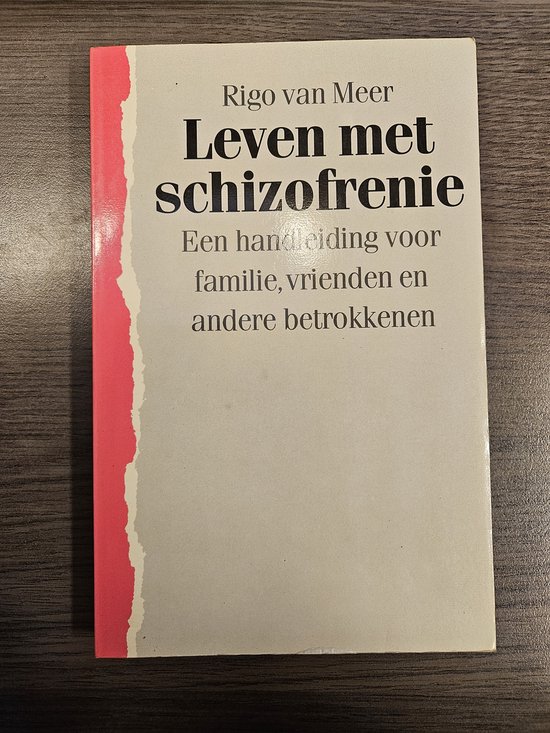 Rigo van Meer
Leven met
schizofrenie
Een handleiding voor
familie, vrienden en
andere betrokkenen